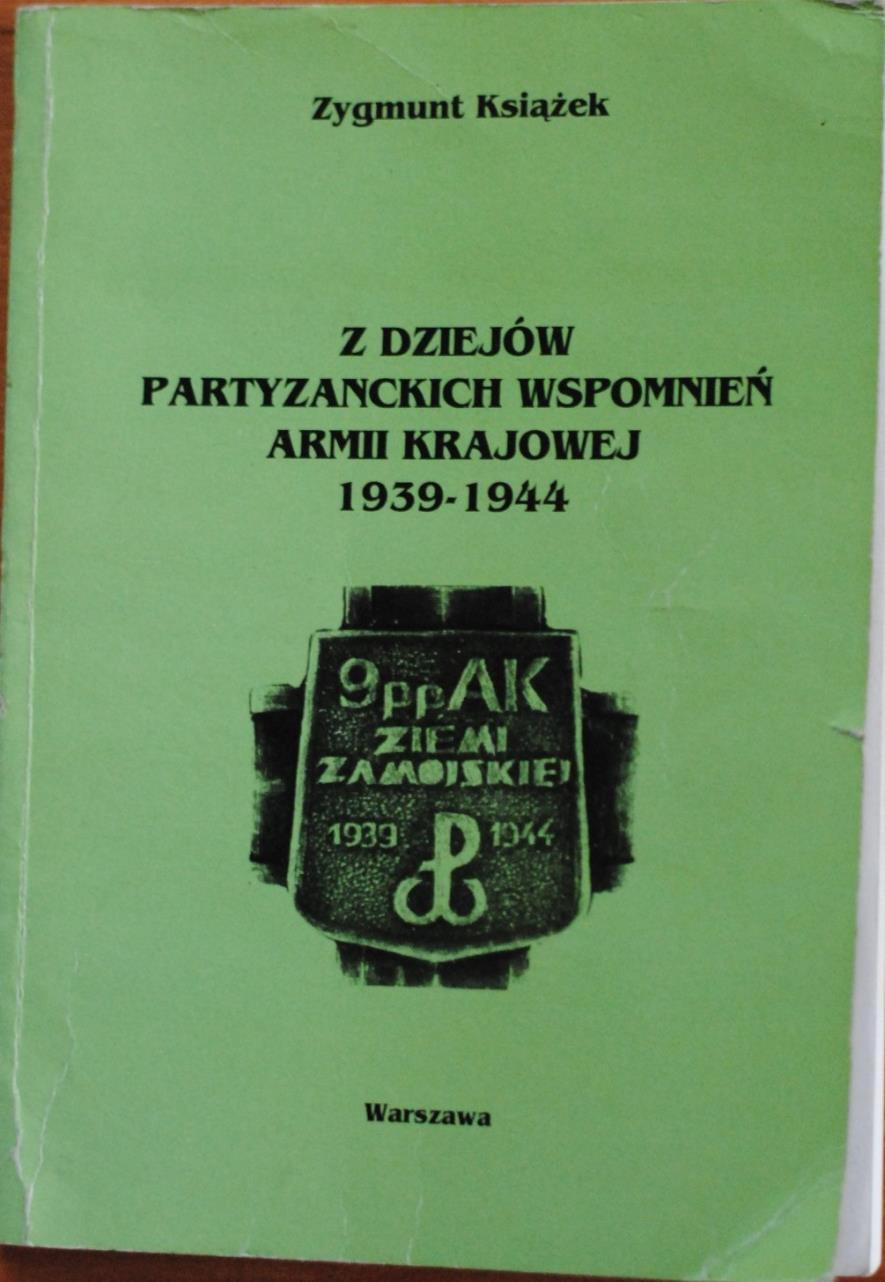 Zygmunt Książek
Z DZIEJÓW
PARTYZANCKICH WSPOMNIEŃ
ARMII KRAJOWEJ
1939-1944
9ppAK
ZIEMI
ZAMOJSKIEJ
1939 1944
Warszawa